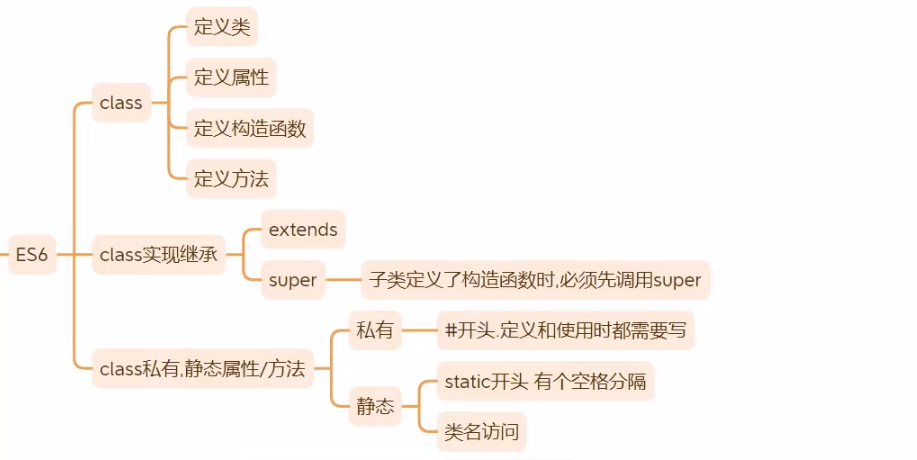 ES6
class
定义类
定义属性
定义构造函数
定义方法
class实现继承
extends
super
子类定义了构造函数时,必须先调用super
class私有,静态属性/方法
私有
#开头.定义和使用时都需要写
静态
static开头 有个空格分隔
类名访问